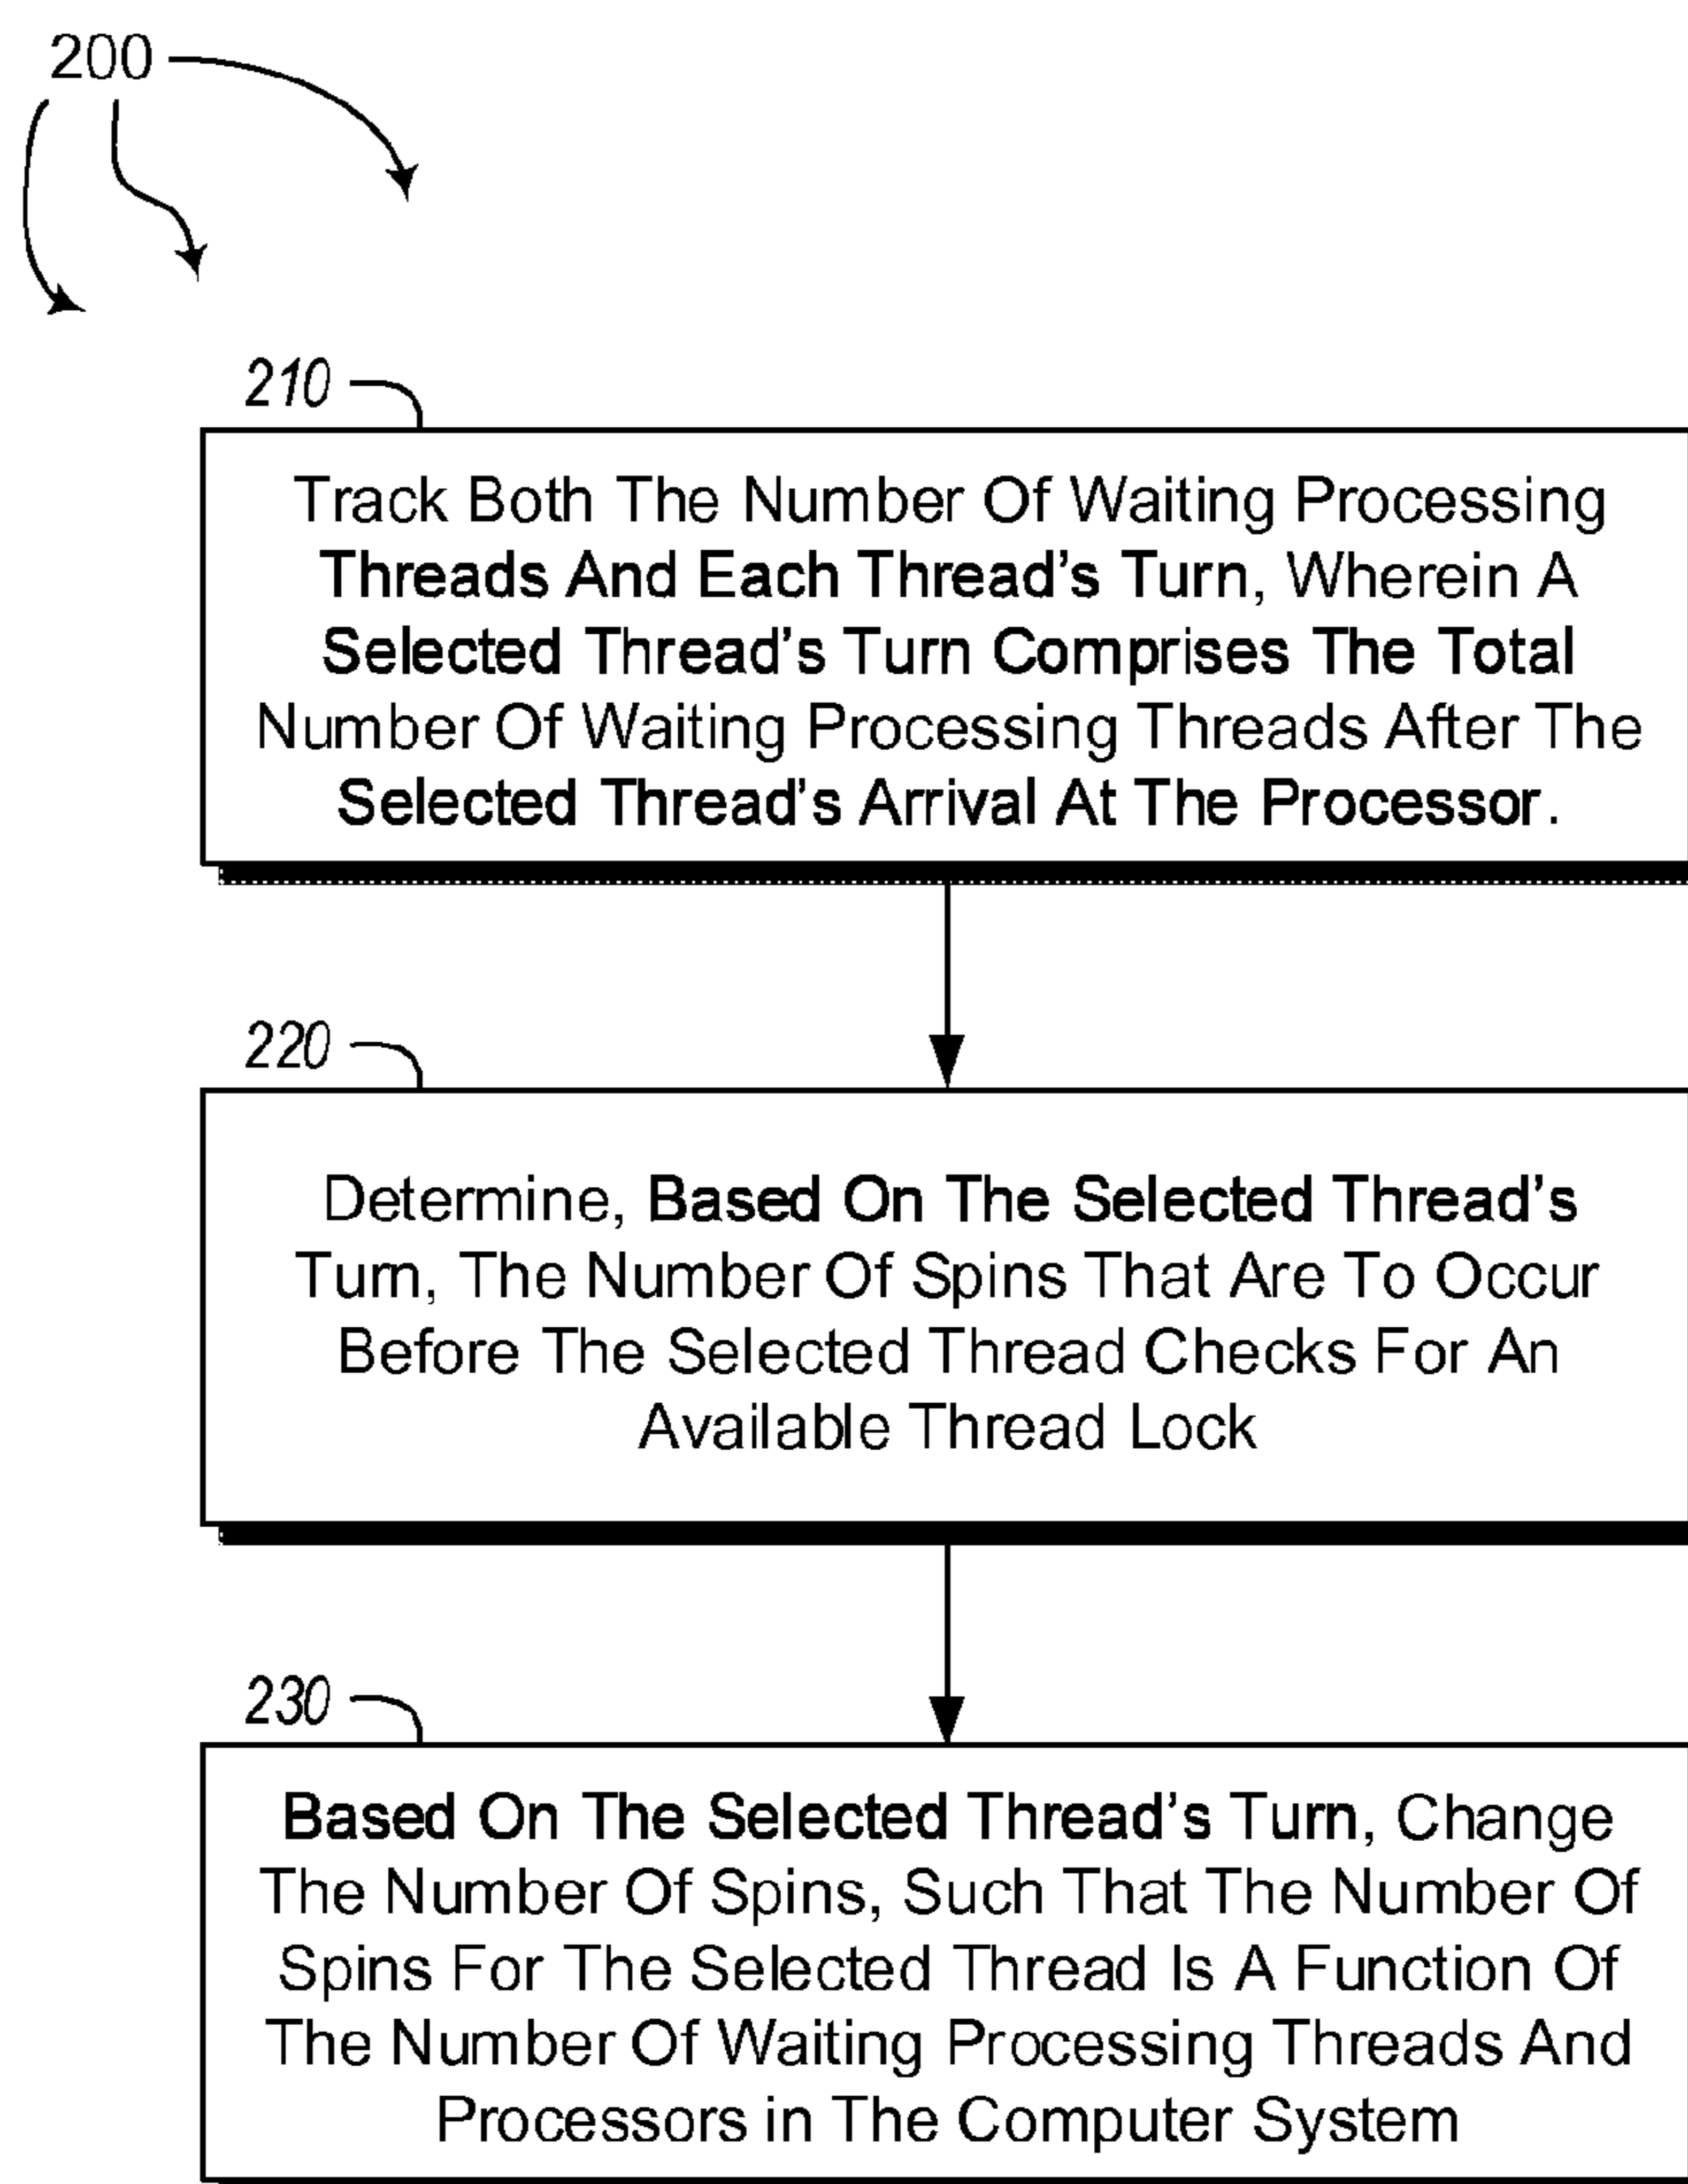 200
210
Track Both The Number Of Waiting Processing
Threads And Each Thread's Turn, Wherein A
Selected Thread's Turn Comprises The Total
Number Of Waiting Processing Threads After The
Selected Thread's Arrival At The Processor.
220
Determine, Based On The Selected Thread's
Turn, The Number Of Spins That Are To Occur
Before The Selected Thread Checks For An
Available Thread Lock
230
Based On The Selected Thread's Turn, Change
The Number Of Spins, Such That The Number Of
Spins For The Selected Thread Is A Function Of
The Number Of Waiting Processing Threads And
Processors in The Computer System